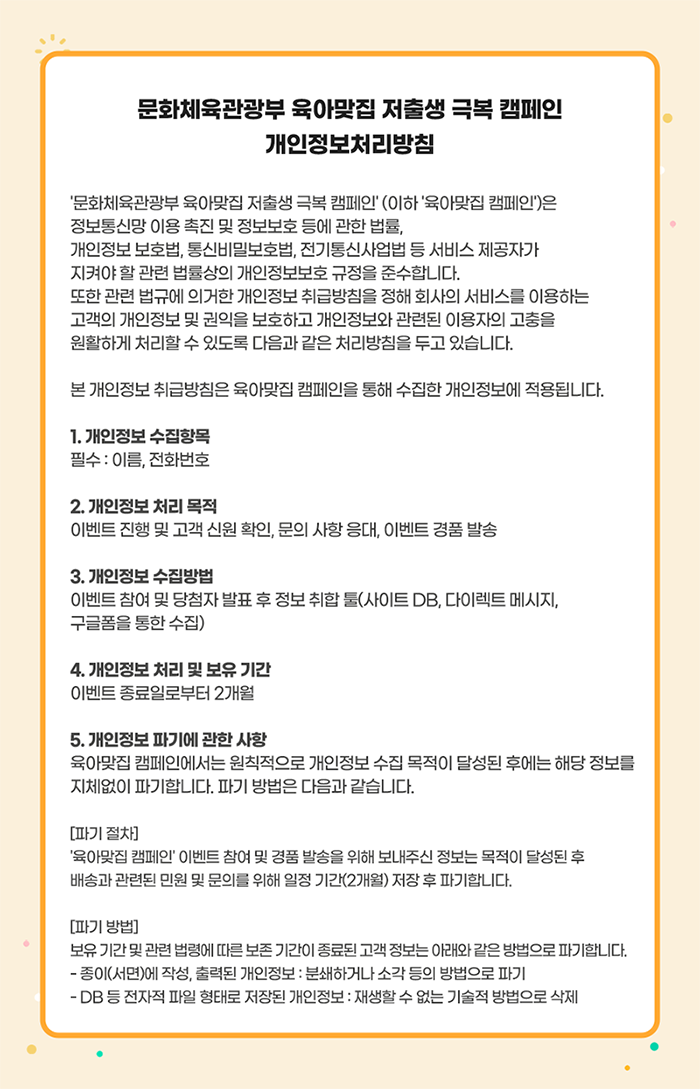 문화체육관광부 육아맞집 저출생 극복 캠페인
개인정보처리방침
'문화체육관광부 육아맞집 저출생 극복 캠페인' (이하 '육아맞집 캠페인')은
정보통신망 이용 촉진 및 정보보호 등에 관한 법률,
개인정보 보호법, 통신비밀보호법, 전기통신사업법 등 서비스 제공자가
지켜야 할 관련 법률상의 개인정보보호 규정을 준수합니다.
또한 관련 법규에 의거한 개인정보 취급방침을 정해 회사의 서비스를 이용하는
고객의 개인정보 및 권익을 보호하고 개인정보와 관련된 이용자의 고충을
원활하게 처리할 수 있도록 다음과 같은 처리방침을 두고 있습니다.
본 개인정보 취급방침은 육아맞집 캠페인을 통해 수집한 개인정보에 적용됩니다.
1. 개인정보 수집항목
필수 : 이름, 전화번호
2. 개인정보 처리 목적
이벤트 진행 및 고객 신원 확인, 문의 사항 응대, 이벤트 경품 발송
3. 개인정보 수집방법
이벤트 참여 및 당첨자 발표 후 정보 취합 툴(사이트 DB, 다이렉트 메시지,
구글폼을 통한 수집)
4. 개인정보 처리 및 보유 기간
이벤트 종료일로부터 2개월
5. 개인정보 파기에 관한 사항
육아맞집 캠페인에서는 원칙적으로 개인정보 수집 목적이 달성된 후에는 해당 정보를
지체없이 파기합니다. 파기 방법은 다음과 같습니다.
[파기 절차]
'육아맞집 캠페인' 이벤트 참여 및 경품 발송을 위해 보내주신 정보는 목적이 달성된 후
배송과 관련된 민원 및 문의를 위해 일정 기간(2개월) 저장 후 파기합니다.
[파기 방법]
보유 기간 및 관련 법령에 따른 보존 기간이 종료된 고객 정보는 아래와 같은 방법으로 파기합니다.
- 종이(서면)에 작성, 출력된 개인정보 : 분쇄하거나 소각 등의 방법으로 파기
- DB 등 전자적 파일 형태로 저장된 개인정보 : 재생할 수 없는 기술적 방법으로 삭제